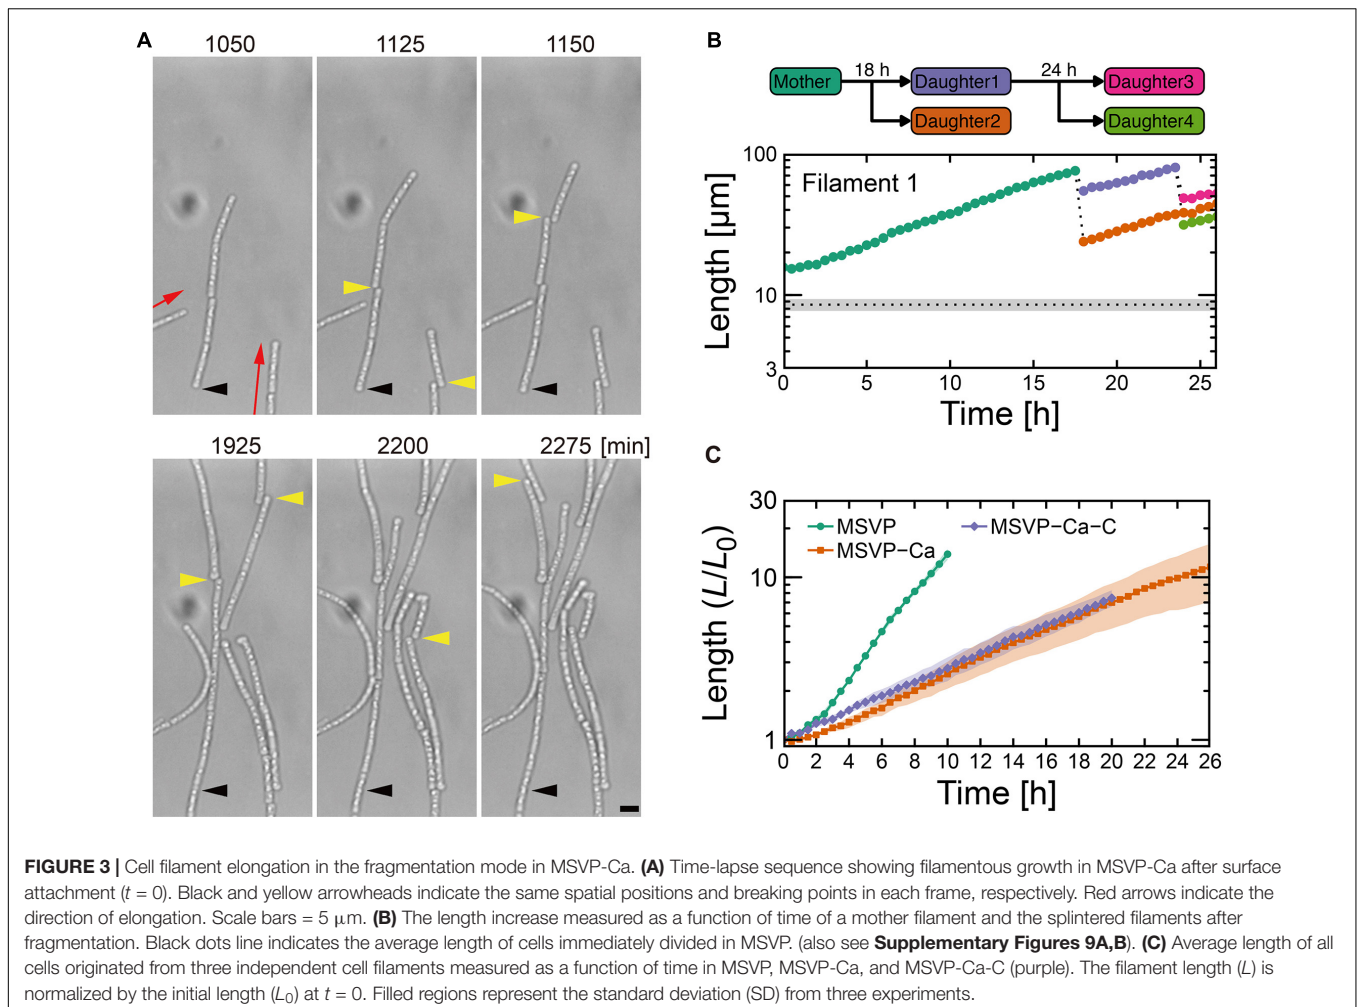 A
1050
1125
1150
1925
2200
2275 [min]
B
Mother
18 h
Daughter1
24 h
Daughter3
Daughter2
Daughter4
100
10
3
Length [µm]
Filament 1
0
5
10
15
20
25
Time [h]
C
30
10
1
Length (L/L0)
MSVP
MSVP−Ca−C
MSVP−Ca
0 2 4 6 8 10 12 14 16 18 20 22 24 26
Time [h]
FIGURE 3 | Cell filament elongation in the fragmentation mode in MSVP-Ca. (A) Time-lapse sequence showing filamentous growth in MSVP-Ca after surface
attachment (t = 0). Black and yellow arrowheads indicate the same spatial positions and breaking points in each frame, respectively. Red arrows indicate the
direction of elongation. Scale bars = 5 µm. (B) The length increase measured as a function of time of a mother filament and the splintered filaments after
fragmentation. Black dots line indicates the average length of cells immediately divided in MSVP. (also see Supplementary Figures 9A,B). (C) Average length of all
cells originated from three independent cell filaments measured as a function of time in MSVP, MSVP-Ca, and MSVP-Ca-C (purple). The filament length (L) is
normalized by the initial length (L0) at t = 0. Filled regions represent the standard deviation (SD) from three experiments.